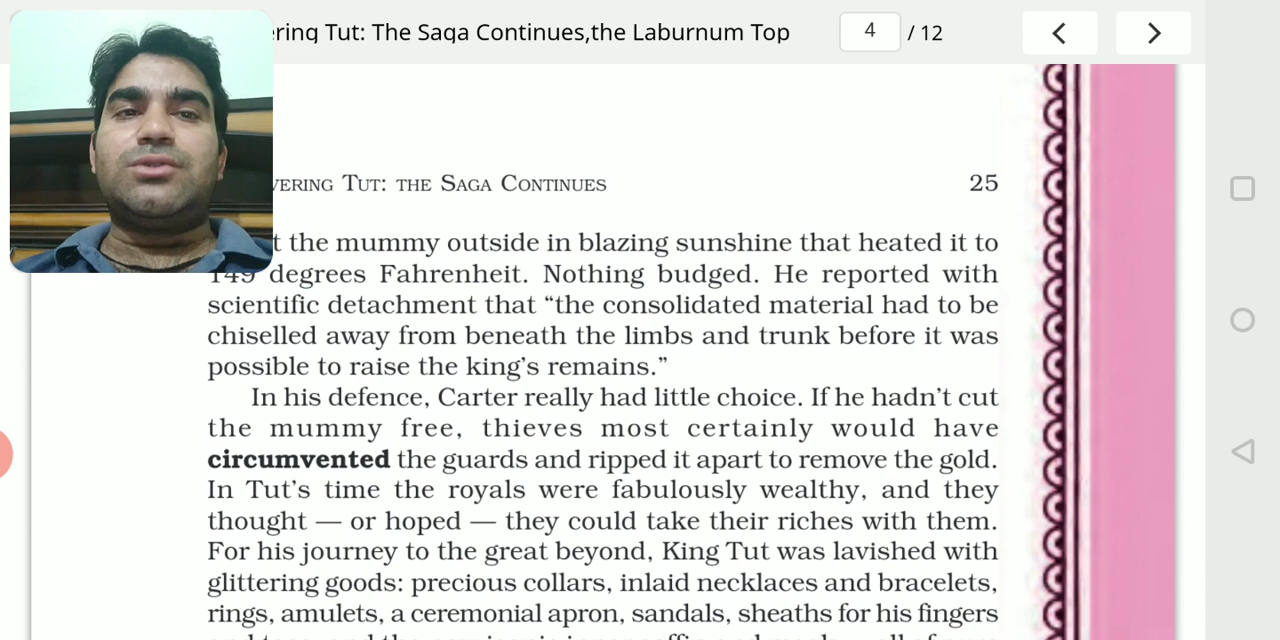 ering Tut: The Saga Continues,the Laburnum Top
4 / 12
VERING TUT: THE SAGA CONTINUES 25
t the mummy outside in blazing sunshine that heated it to
149 degrees Fahrenheit. Nothing budged. He reported with
scientific detachment that “the consolidated material had to be
chiselled away from beneath the limbs and trunk before it was
possible to raise the king’s remains.”
In his defence, Carter really had little choice. If he hadn’t cut
the mummy free, thieves most certainly would have
circumvented the guards and ripped it apart to remove the gold.
In Tut’s time the royals were fabulously wealthy, and they
thought — or hoped — they could take their riches with them.
For his journey to the great beyond, King Tut was lavished with
glittering goods: precious collars, inlaid necklaces and bracelets,
rings, amulets, a ceremonial apron, sandals, sheaths for his fingers